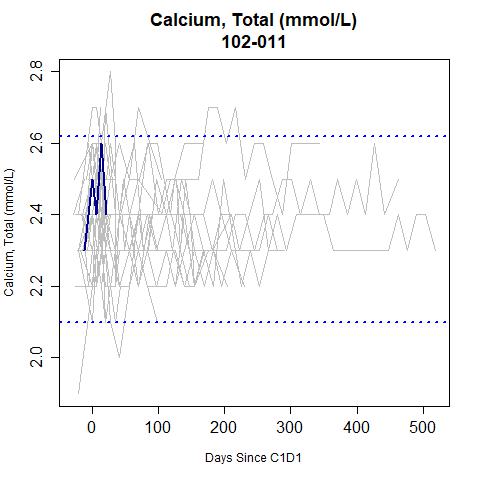 Calcium, Total (mmol/L)
102-011
Calcium, Total (mmol/L)
2.8
2.6
2.4
2.2
2.0
0 100 200 300 400 500
Days Since C1D1